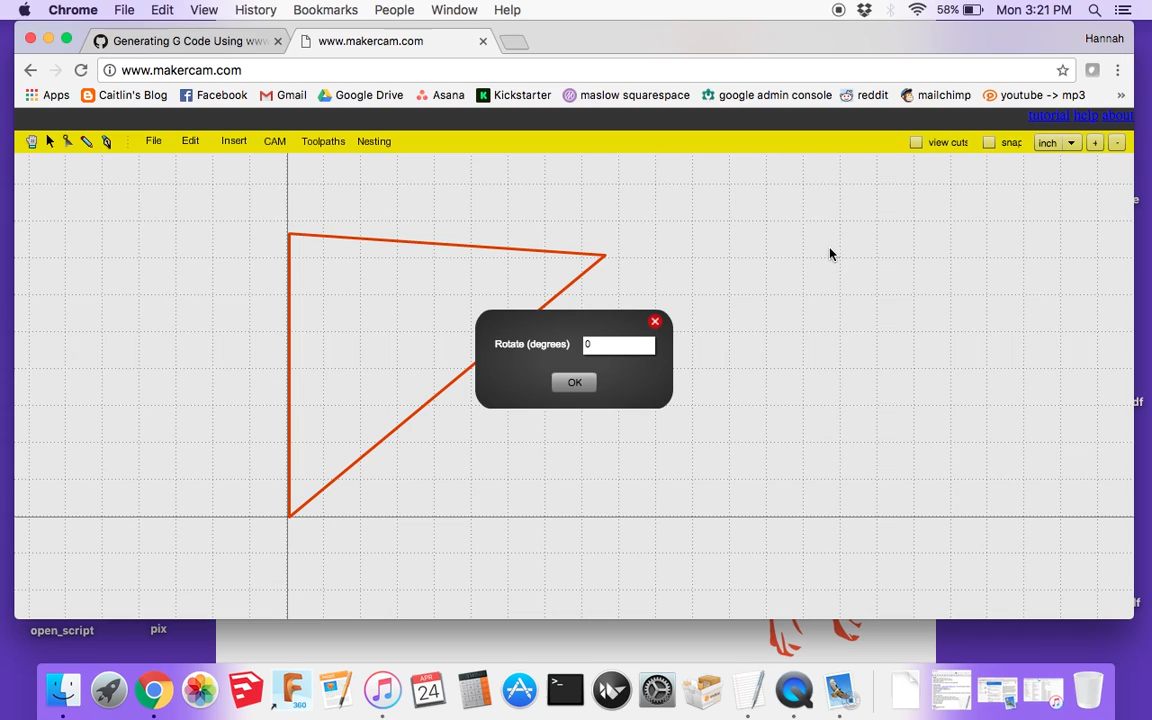 Chrome File Edit View History Bookmarks People Window Help 58% Mon 3:21 PM
Generating G Code Using www www.makercam.com Hannah
www.makercam.com
Apps Caitlin's Blog Facebook Gmail Google Drive Asana Kickstarter maslow squarespace google admin console reddit mailchimp youtube -> mp3 »
tutorial help about
File Edit Insert CAM Toolpaths Nesting view cuts snap inch + -
Rotate (degrees) 0
OK
open_script pix
APR
24
360